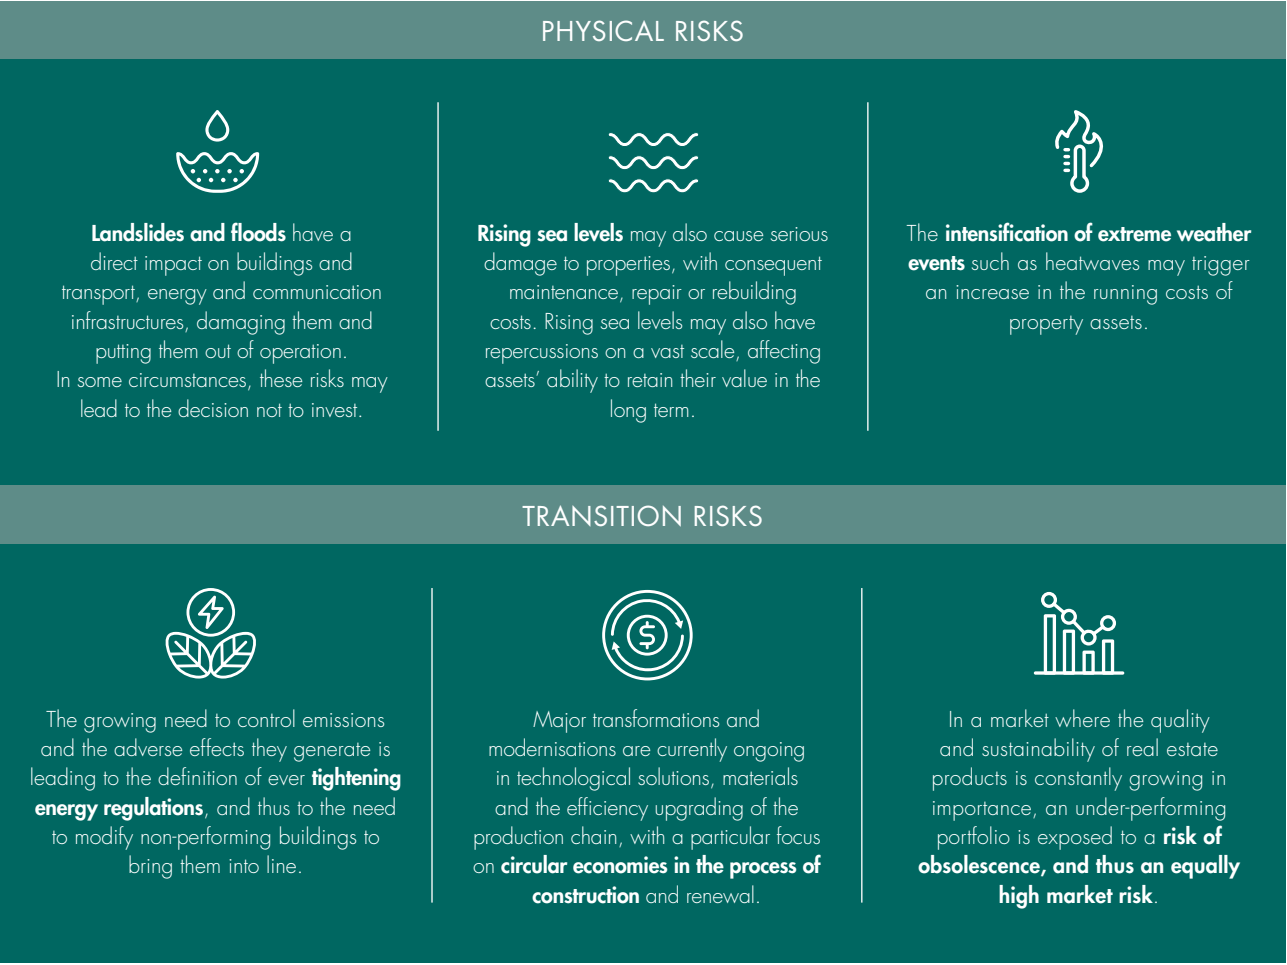 PHYSICAL RISKS
Landslides and floods have a
direct impact on buildings and
transport, energy and communication
infrastructures, damaging them and
putting them out of operation.
In some circumstances, these risks may
lead to the decision not to invest.
Rising sea levels may also cause serious
damage to properties, with consequent
maintenance, repair or rebuilding
costs. Rising sea levels may also have
repercussions on a vast scale, affecting
assets’ ability to retain their value in the
long term.
The intensification of extreme weather
events such as heatwaves may trigger
an increase in the running costs of
property assets.
TRANSITION RISKS
The growing need to control emissions
and the adverse effects they generate is
leading to the definition of ever tightening
energy regulations, and thus to the need
to modify non-performing buildings to
bring them into line.
$
Major transformations and
modernisations are currently ongoing
in technological solutions, materials
and the efficiency upgrading of the
production chain, with a particular focus
on circular economies in the process of
construction and renewal.
In a market where the quality
and sustainability of real estate
products is constantly growing in
importance, an under-performing
portfolio is exposed to a risk of
obsolescence, and thus an equally
high market risk.